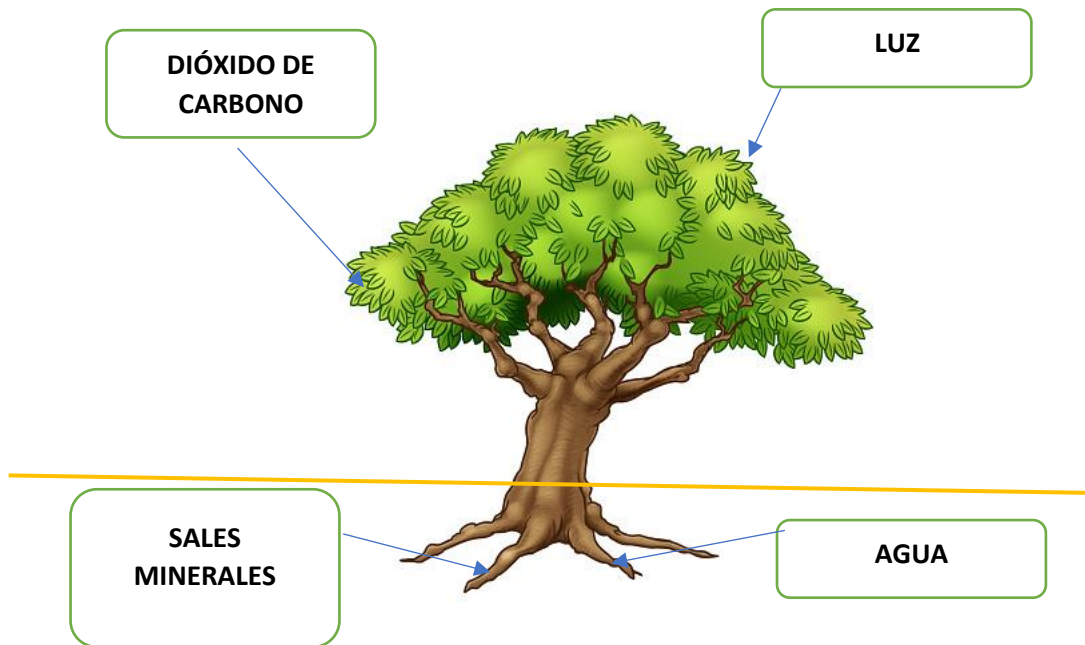 DIÓXIDO DE
CARBONO
LUZ
SALES
MINERALES
AGUA